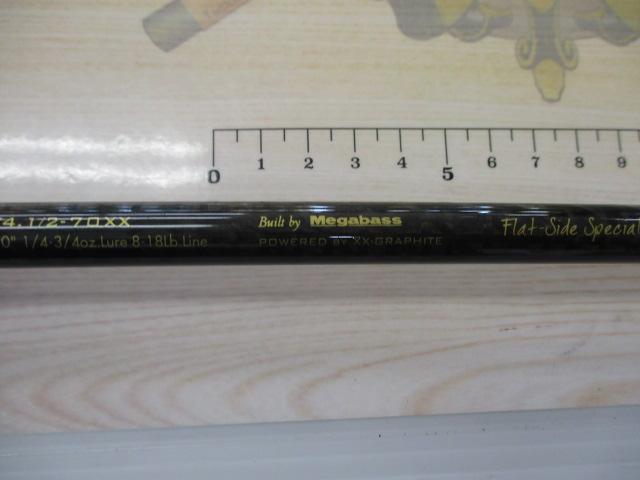 0 1 2 3 4 5 6 7 8 9
4.1/2-70XX
0" 1/4-3/4oz.Lure 8-18Lb.Line
Built by Megabass
POWERED BY XX-GRAPHITE
Flat-Side Special